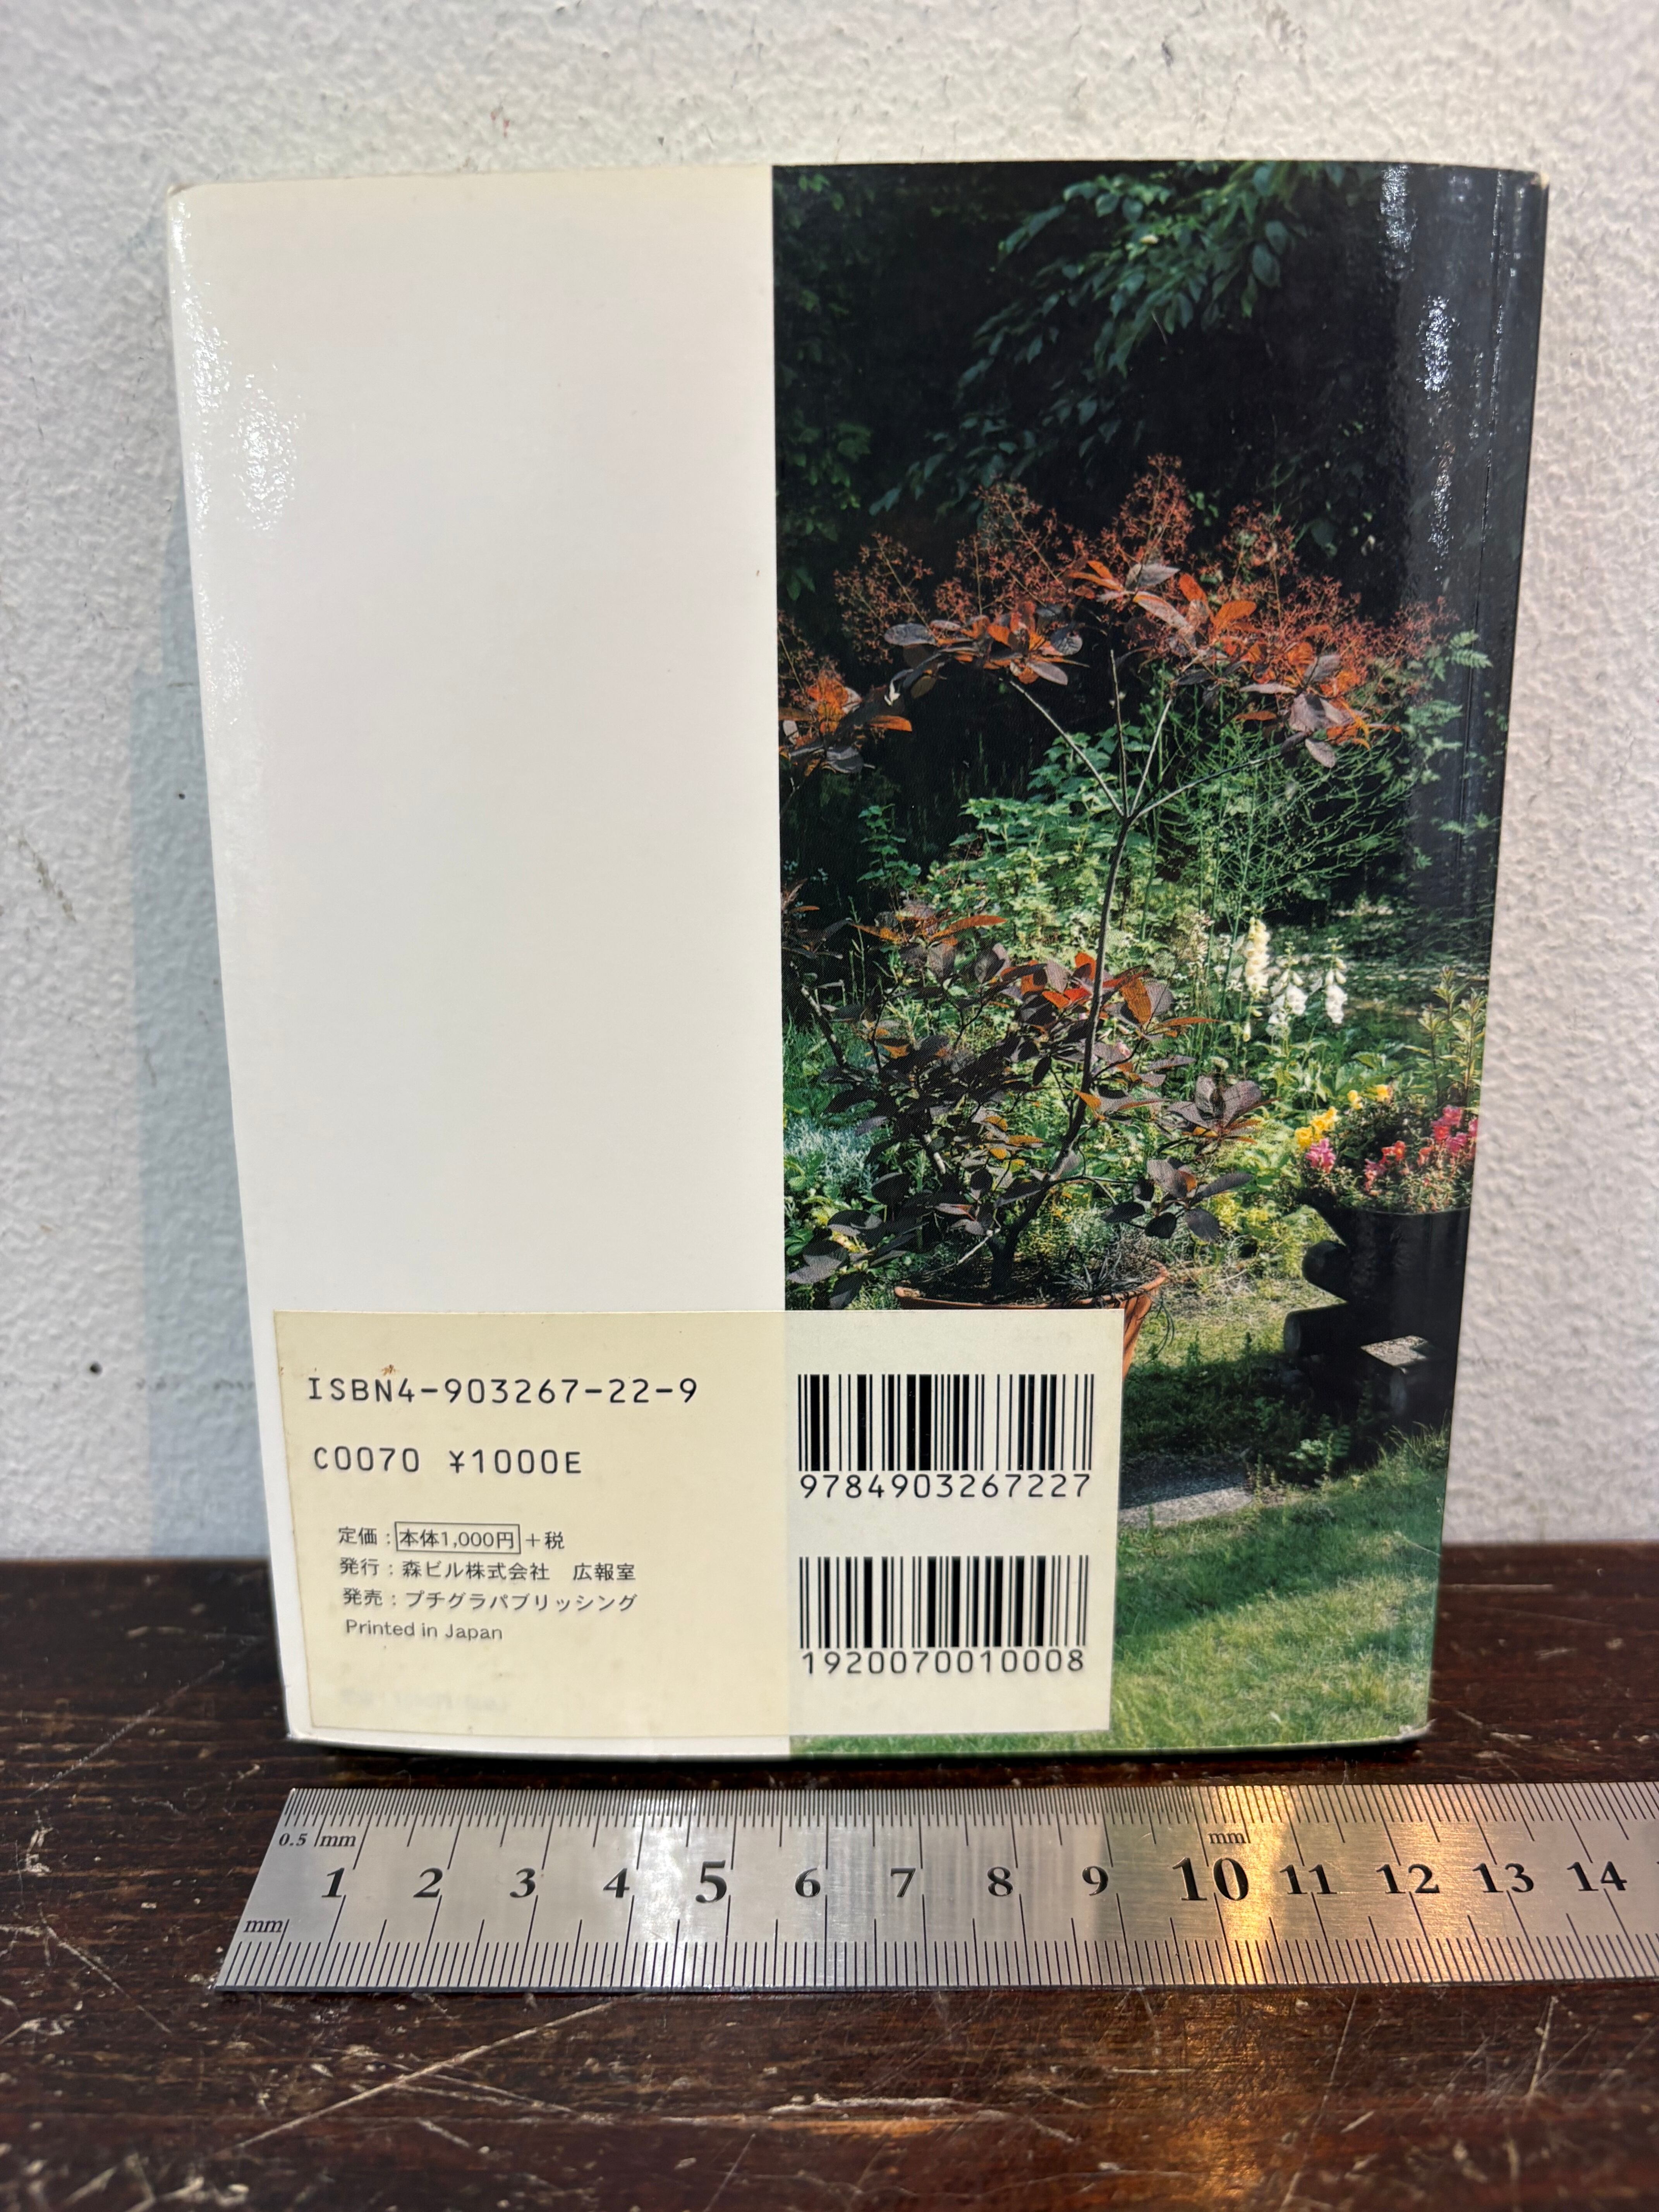 ISBN4-903267-22-9
C0070 ¥1000E
定価：本体1,000円＋税
発行：森ビル株式会社　広報室
発売：プチグラパブリッシング
Printed in Japan
9784903267227
1920070010008
0.5 mm
mm
1 2 3 4 5 6 7 8 9 10 11 12 13 14
mm